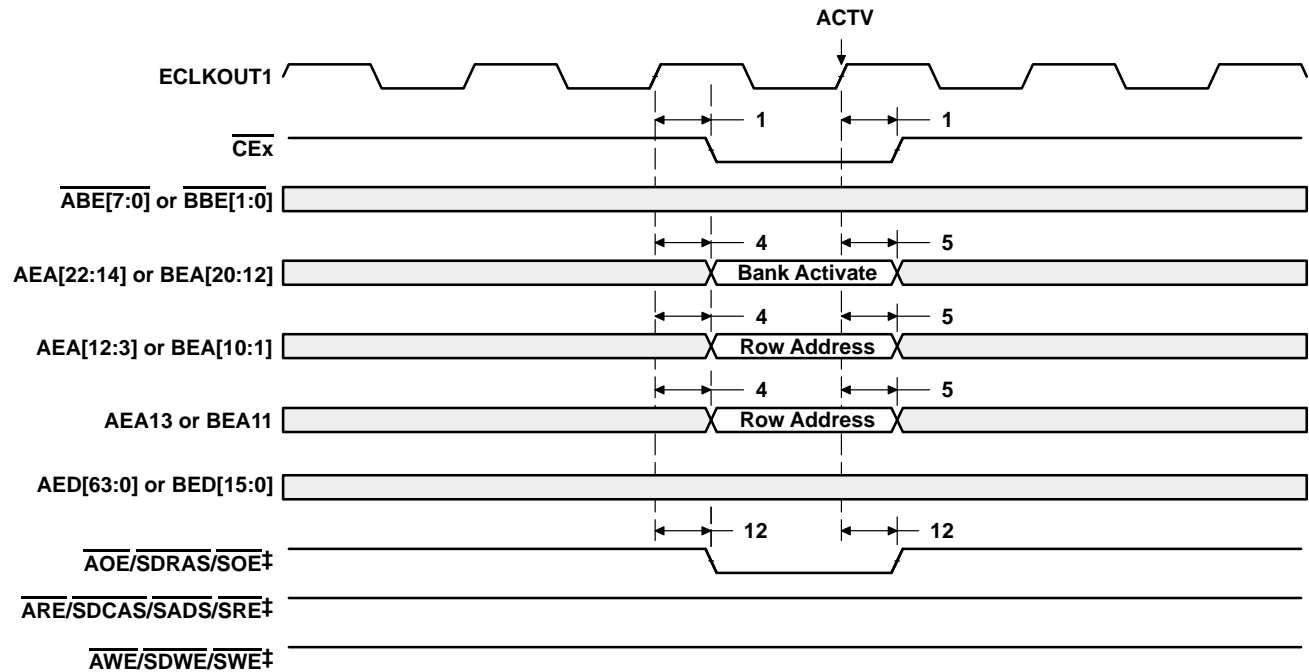 ACTV
ECLKOUT1
1 1
CEx
ABE[7:0] or BBE[1:0]
4 5
AEA[22:14] or BEA[20:12] Bank Activate
4 5
AEA[12:3] or BEA[10:1] Row Address
4 5
AEA13 or BEA11 Row Address
AED[63:0] or BED[15:0]
12 12
AOE/SDRAS/SOE‡
ARE/SDCAS/SADS/SRE‡
AWE/SDWE/SWE‡